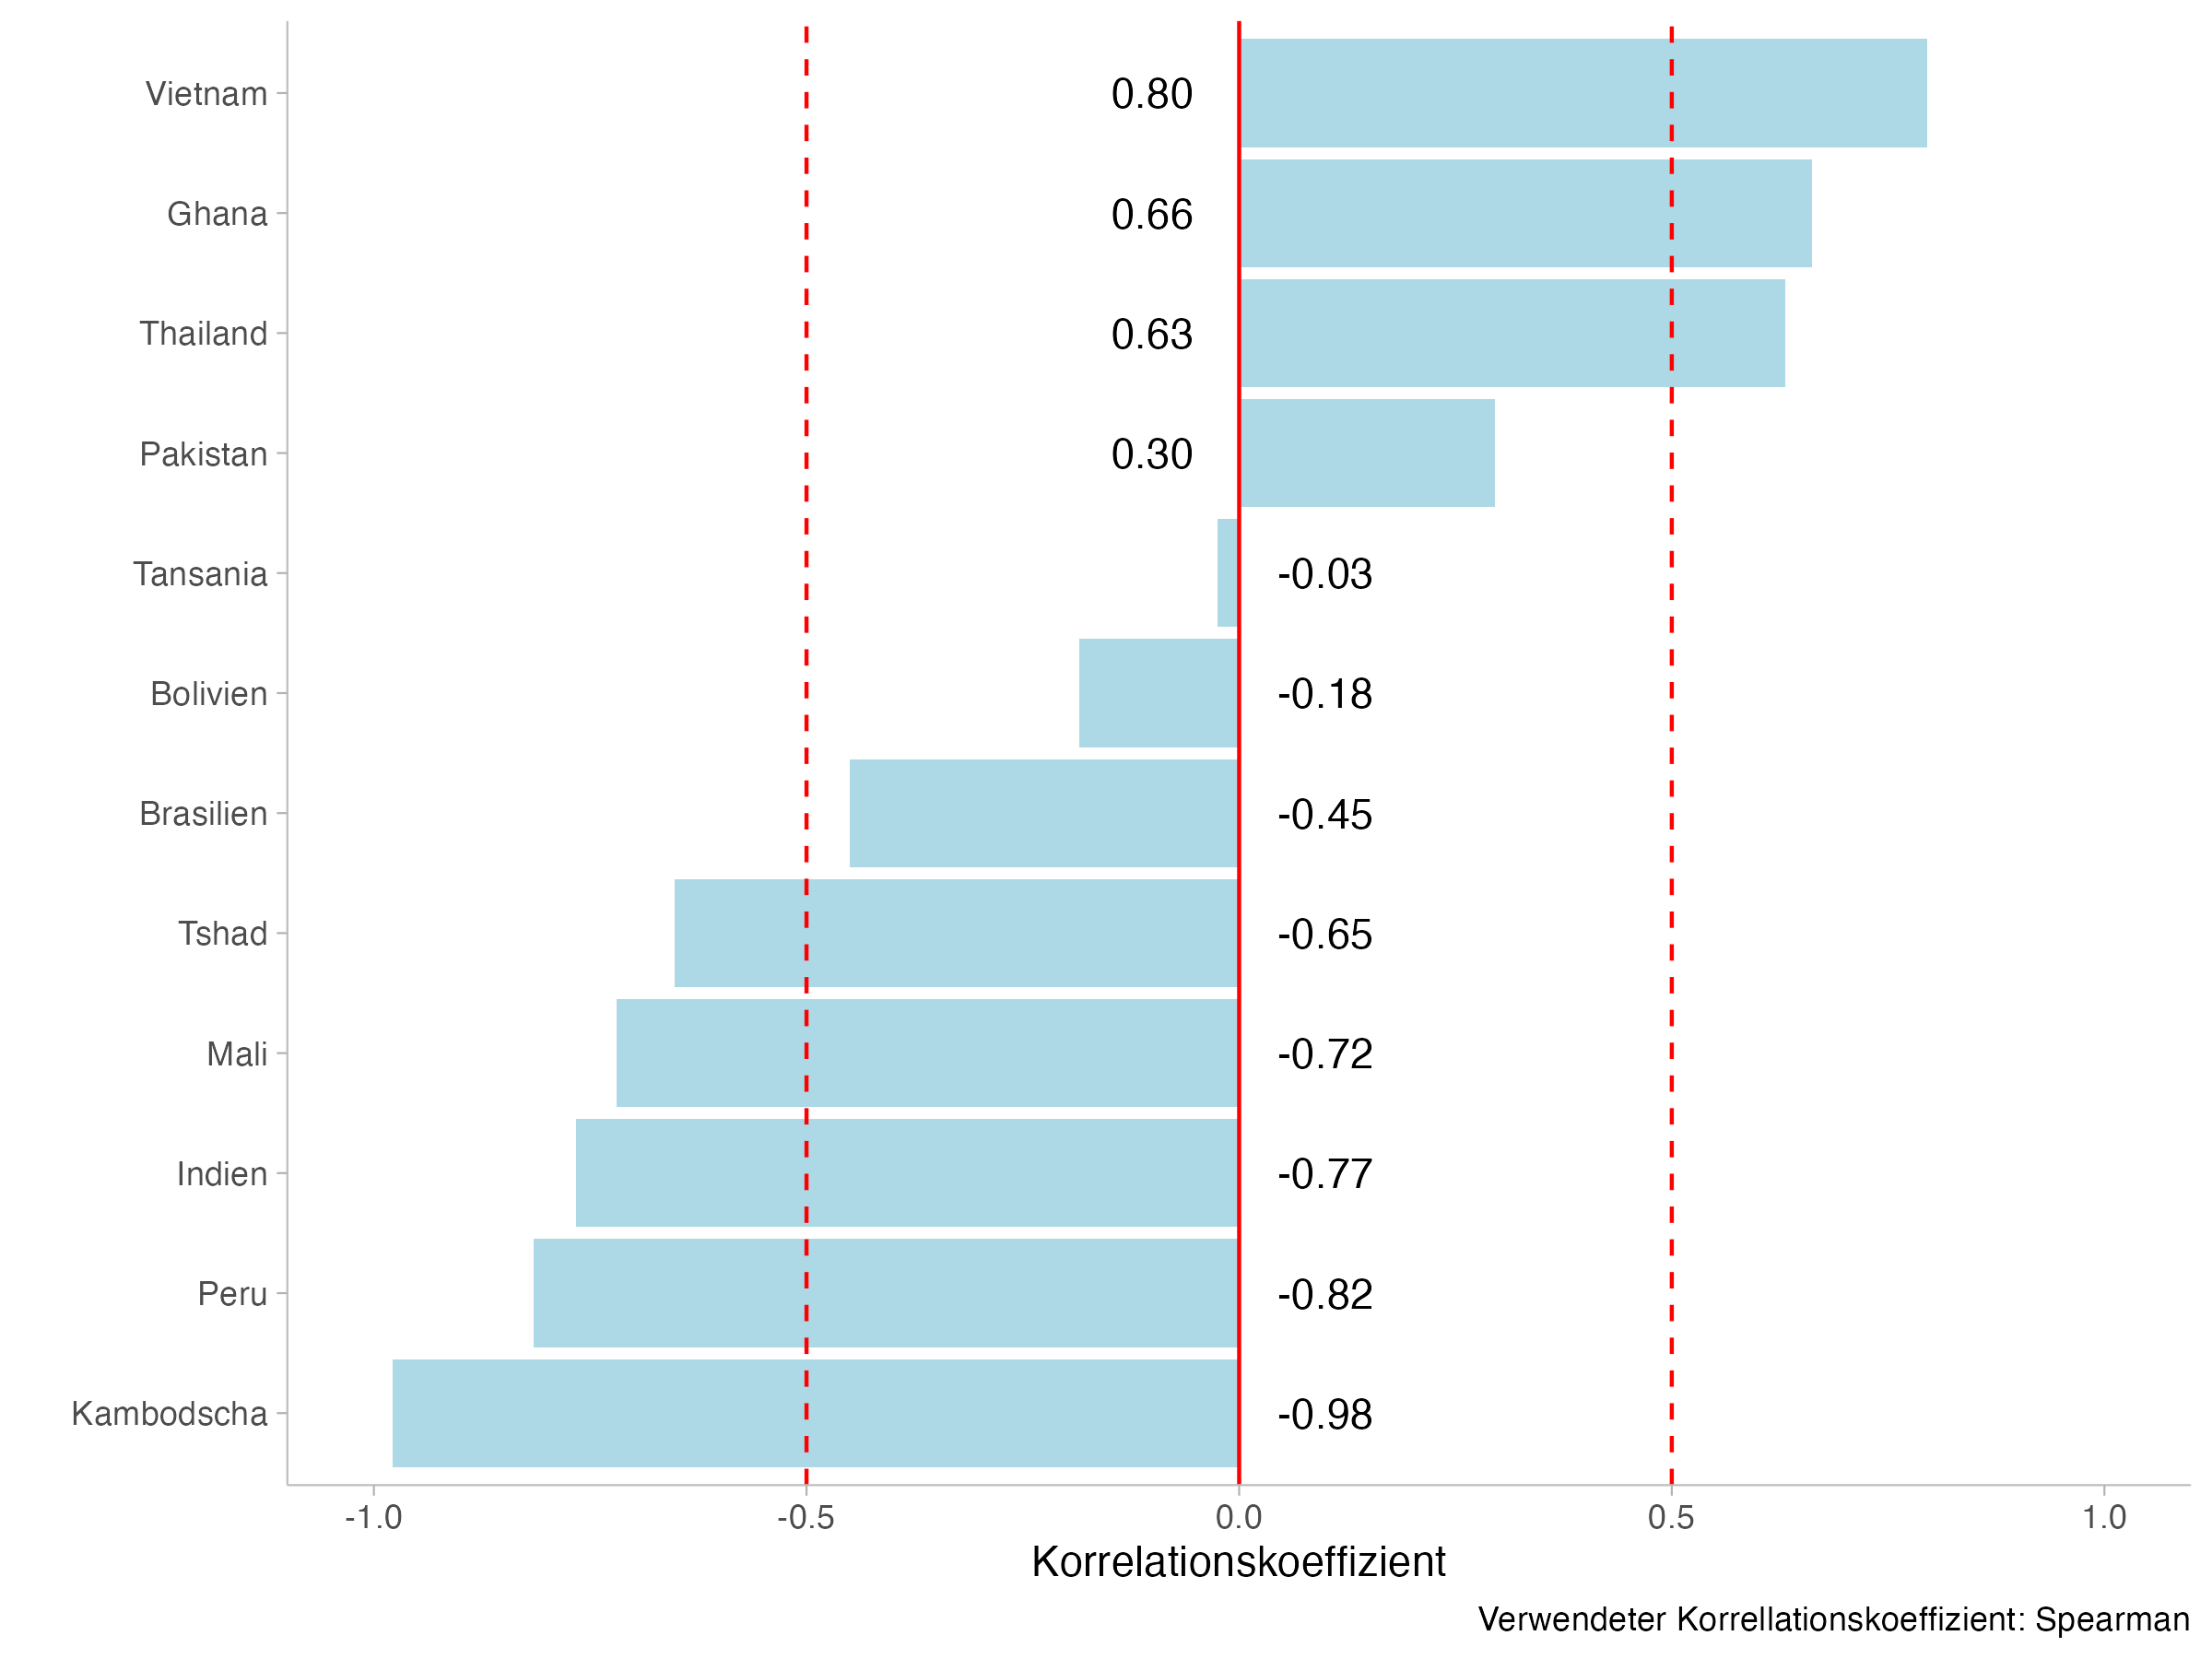 Vietnam 0.80
Ghana 0.66
Thailand 0.63
Pakistan 0.30
Tansania -0.03
Bolivien -0.18
Brasilien -0.45
Tshad -0.65
Mali -0.72
Indien -0.77
Peru -0.82
Kambodscha -0.98
-1.0 -0.5 0.0 0.5 1.0
Korrelationskoeffizient
Verwendeter Korrellationskoeffizient: Spearman